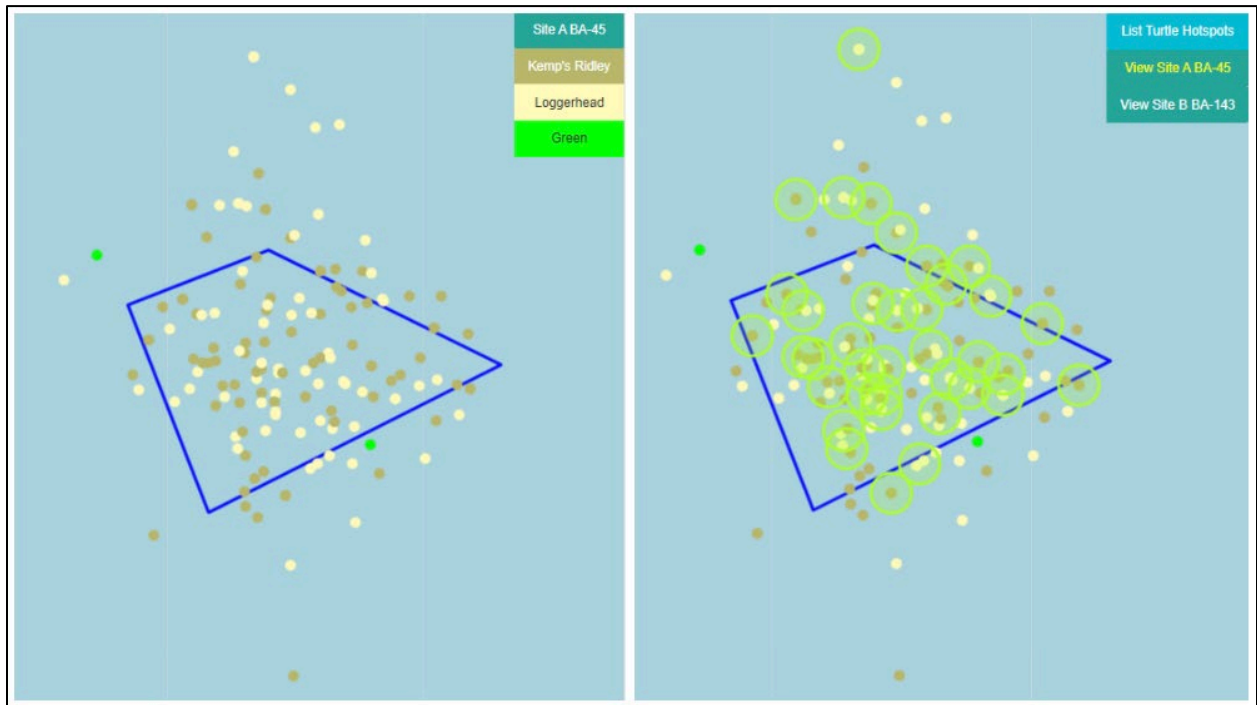 Site A BA-45
Kemp's Ridley
Loggerhead
Green
List Turtle Hotspots
View Site A BA-45
View Site B BA-143